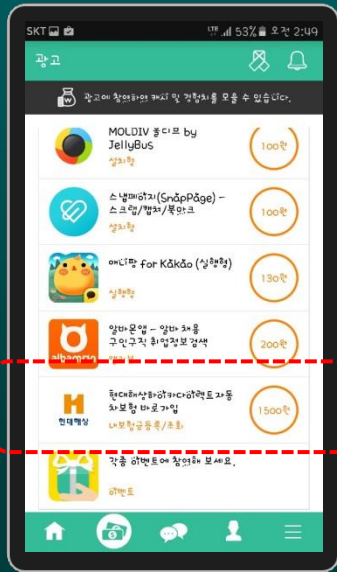 SKT LTE 53% 오전 2:49
광고
광고에 참여하여 캐시 및 경험치를 모을 수 있습니다.
MOLDIV 몰디브 by
JellyBus
설치형
100원
스냅페이지(SnapPage) -
스크랩/캡쳐/북마크
설치형
100원
애니팡 for Kakao (실행형)
실행형
130원
알바몬앱 - 알바 채용
구인구직 취업정보검색
200원
albamon
현대해상하이카다이렉트자동
차보험 바로가입
내보험금등록/조회
1500원
현대해상
각종 이벤트에 참여해 보세요.
이벤트